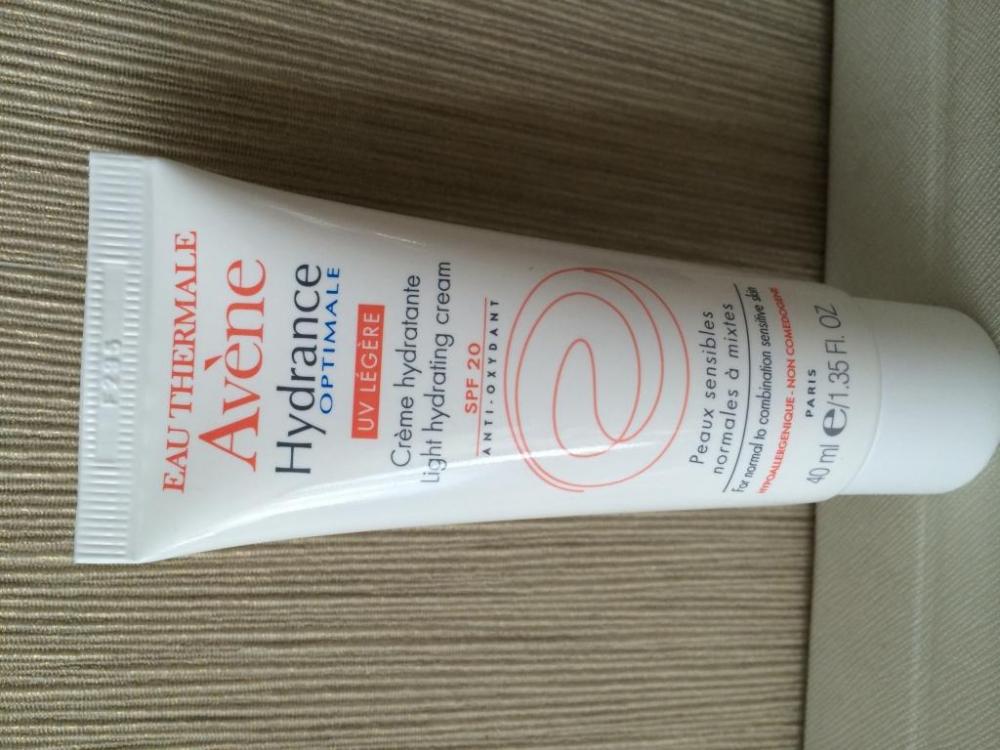 EAU THERMALE
Avène
Hydrance
OPTIMALE
UV LÉGÈRE
Crème hydratante
Light hydrating cream
SPF 20
ANTI-OXYDANT
Peaux sensibles
normales à mixtes
For normal to combination sensitive skin
HYPOALLERGENIQUE - NON COMEDOGENE
PARIS
40 ml e/1.35 Fl. OZ